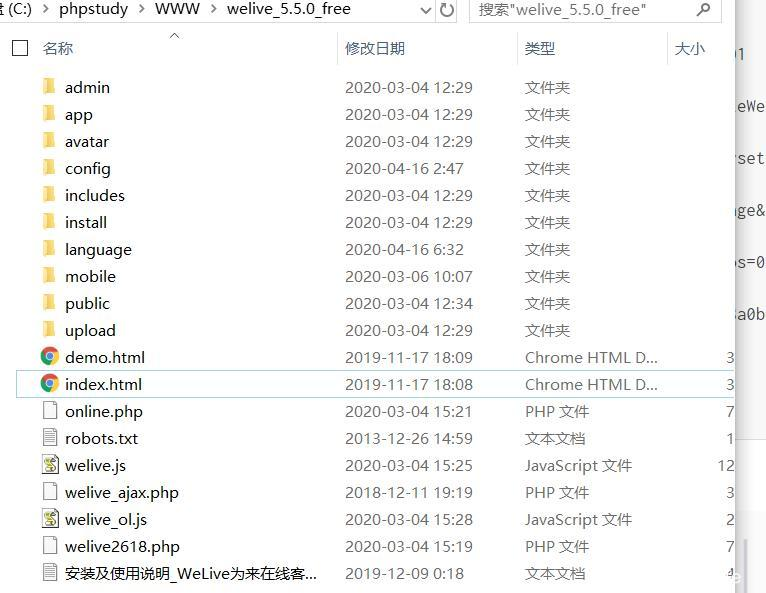 (C:) > phpstudy > WWW > welive_5.5.0_free 搜索"welive_5.5.0_free"
名称 修改日期 类型 大小
admin 2020-03-04 12:29 文件夹
app 2020-03-04 12:29 文件夹
avatar 2020-03-04 12:29 文件夹
config 2020-04-16 2:47 文件夹
includes 2020-03-04 12:29 文件夹
install 2020-03-04 12:29 文件夹
language 2020-04-16 6:32 文件夹
mobile 2020-03-06 10:07 文件夹
public 2020-03-04 12:34 文件夹
upload 2020-03-04 12:29 文件夹
demo.html 2019-11-17 18:09 Chrome HTML D... 3
index.html 2019-11-17 18:08 Chrome HTML D... 3
online.php 2020-03-04 15:21 PHP 文件 7
robots.txt 2013-12-26 14:59 文本文档 1
welive.js 2020-03-04 15:25 JavaScript 文件 12
welive_ajax.php 2018-12-11 19:19 PHP 文件 3
welive_ol.js 2020-03-04 15:28 JavaScript 文件 2
welive2618.php 2020-03-04 15:19 PHP 文件 7
安装及使用说明_WeLive为来在线客... 2019-12-09 0:18 文本文档 4